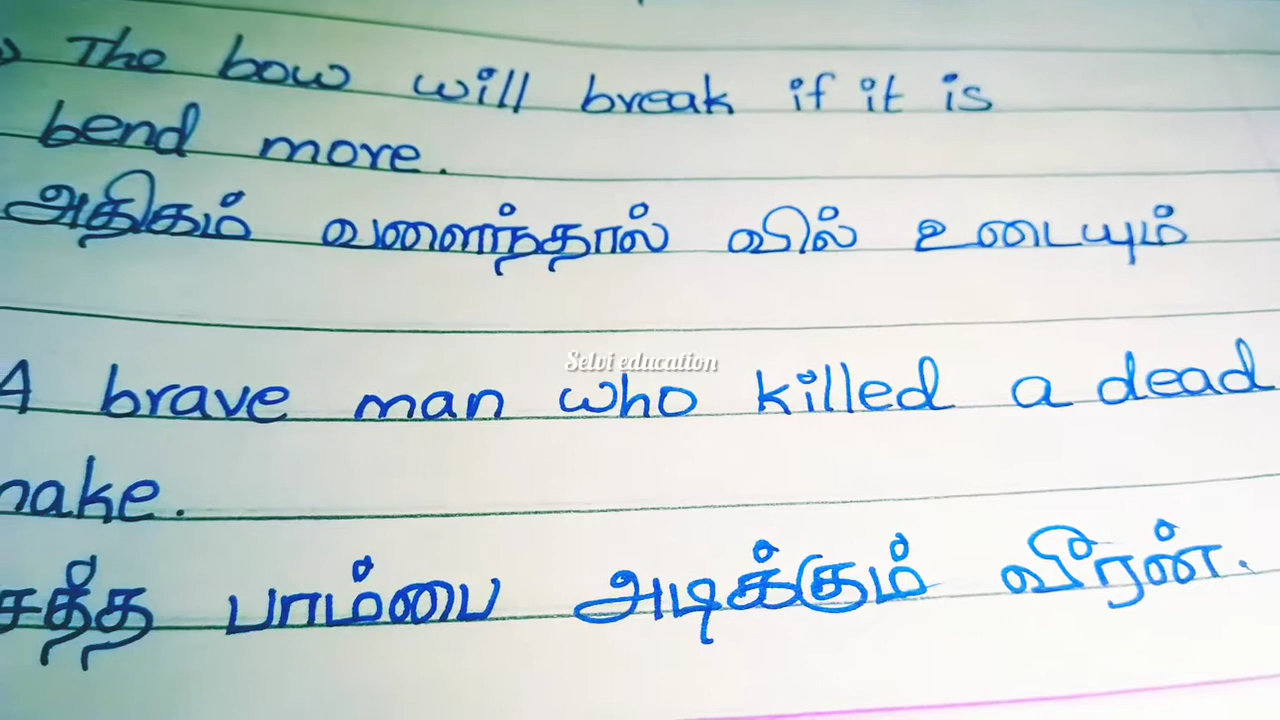 The bow will break if it is
bend more.
அதிகம் வளைந்தால் வில் உடையும்
Selvi education
A brave man who killed a dead
nake.
சத்த பாம்பை அடிக்கும் வீரன்.